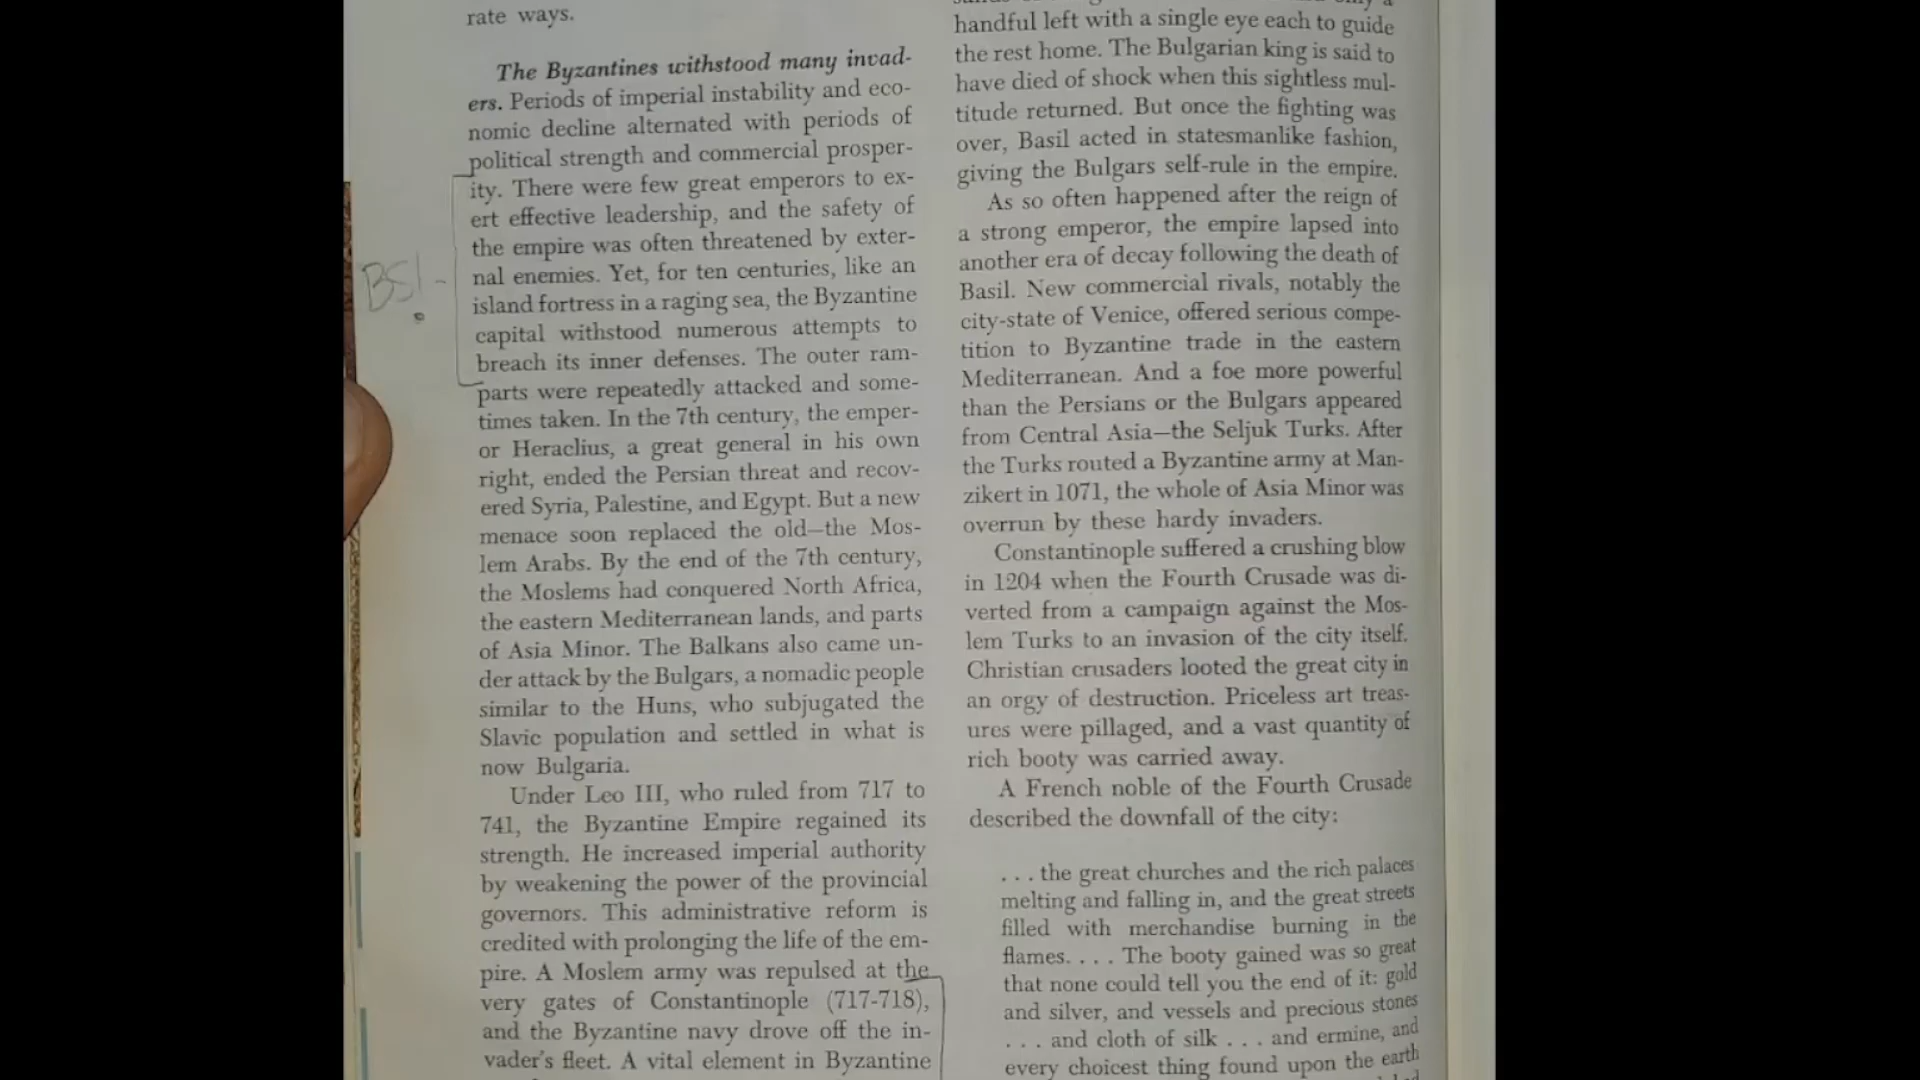 rate ways.
The Byzantines withstood many invad-
ers. Periods of imperial instability and eco-
nomic decline alternated with periods of
political strength and commercial prosper-
ity. There were few great emperors to ex-
ert effective leadership, and the safety of
the empire was often threatened by exter-
nal enemies. Yet, for ten centuries, like an
island fortress in a raging sea, the Byzantine
capital withstood numerous attempts to
breach its inner defenses. The outer ram-
parts were repeatedly attacked and some-
times taken. In the 7th century, the emper-
or Heraclius, a great general in his own
right, ended the Persian threat and recov-
ered Syria, Palestine, and Egypt. But a new
menace soon replaced the old—the Mos-
lem Arabs. By the end of the 7th century,
the Moslems had conquered North Africa,
the eastern Mediterranean lands, and parts
of Asia Minor. The Balkans also came un-
der attack by the Bulgars, a nomadic people
similar to the Huns, who subjugated the
Slavic population and settled in what is
now Bulgaria.
Under Leo III, who ruled from 717 to
741, the Byzantine Empire regained its
strength. He increased imperial authority
by weakening the power of the provincial
governors. This administrative reform is
credited with prolonging the life of the em-
pire. A Moslem army was repulsed at the
very gates of Constantinople (717-718),
and the Byzantine navy drove off the in-
vader's fleet. A vital element in Byzantine
BS!
handful left with a single eye each to guide
the rest home. The Bulgarian king is said to
have died of shock when this sightless mul-
titude returned. But once the fighting was
over, Basil acted in statesmanlike fashion,
giving the Bulgars self-rule in the empire.
As so often happened after the reign of
a strong emperor, the empire lapsed into
another era of decay following the death of
Basil. New commercial rivals, notably the
city-state of Venice, offered serious compe-
tition to Byzantine trade in the eastern
Mediterranean. And a foe more powerful
than the Persians or the Bulgars appeared
from Central Asia—the Seljuk Turks. After
the Turks routed a Byzantine army at Man-
zikert in 1071, the whole of Asia Minor was
overrun by these hardy invaders.
Constantinople suffered a crushing blow
in 1204 when the Fourth Crusade was di-
verted from a campaign against the Mos-
lem Turks to an invasion of the city itself.
Christian crusaders looted the great city in
an orgy of destruction. Priceless art treas-
ures were pillaged, and a vast quantity of
rich booty was carried away.
A French noble of the Fourth Crusade
described the downfall of the city:
. . . the great churches and the rich palaces
melting and falling in, and the great streets
filled with merchandise burning in the
flames. . . . The booty gained was so great
that none could tell you the end of it: gold
and silver, and vessels and precious stones
. . . and cloth of silk . . . and ermine, and
every choicest thing found upon the earth